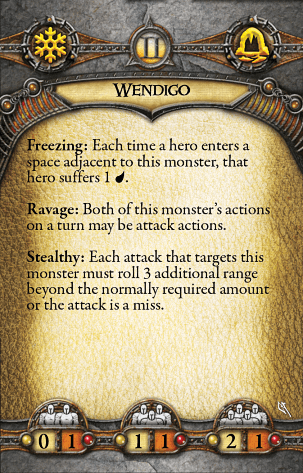 II
WENDIGO
Freezing: Each time a hero enters a
space adjacent to this monster, that
hero suffers 1 .
Ravage: Both of this monster's actions
on a turn may be attack actions.
Stealthy: Each attack that targets this
monster must roll 3 additional range
beyond the normally required amount
or the attack is a miss.
0 1 1 1 2 1